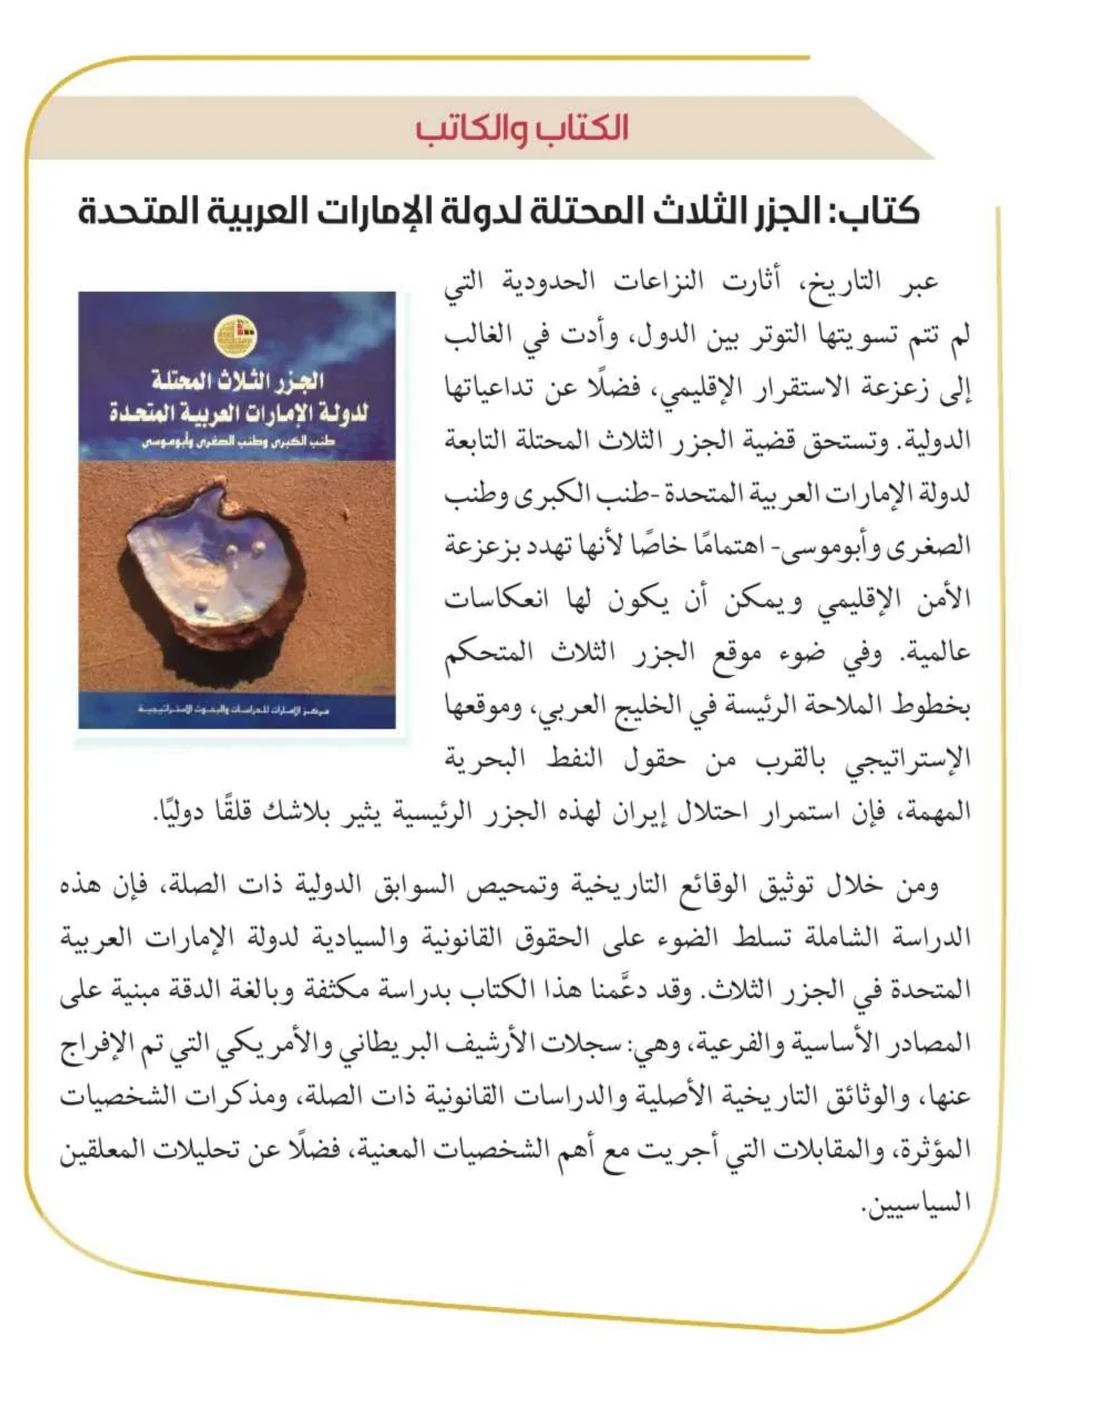 الكتاب والكاتب
كتاب: الجزر الثلاث المحتلة لدولة الإمارات العربية المتحدة
عبر التاريخ، أثارت النزاعات الحدودية التي
لم تتم تسويتها التوتر بين الدول، وأدت في الغالب
إلى زعزعة الاستقرار الإقليمي، فضلًا عن تداعياتها
الدولية. وتستحق قضية الجزر الثلاث المحتلة التابعة
لدولة الإمارات العربية المتحدة -طنب الكبرى وطنب
الصغرى وأبوموسى- اهتمامًا خاصًا لأنها تهدد بزعزعة
الأمن الإقليمي ويمكن أن يكون لها انعكاسات
عالمية. وفي ضوء موقع الجزر الثلاث المتحكم
بخطوط الملاحة الرئيسة في الخليج العربي، وموقعها
الإستراتيجي بالقرب من حقول النفط البحرية
المهمة، فإن استمرار احتلال إيران لهذه الجزر الرئيسية يثير بلاشك قلقًا دوليًا.
الجزر الثلاث المحتلة
لدولة الإمارات العربية المتحدة
طنب الكبرى وطنب الصغرى وأبوموسى
مركز الإمارات للدراسات والبحوث الاستراتيجية
ومن خلال توثيق الوقائع التاريخية وتمحيص السوابق الدولية ذات الصلة، فإن هذه
الدراسة الشاملة تسلط الضوء على الحقوق القانونية والسيادية لدولة الإمارات العربية
المتحدة في الجزر الثلاث. وقد دعَّمنا هذا الكتاب بدراسة مكثفة وبالغة الدقة مبنية على
المصادر الأساسية والفرعية، وهي: سجلات الأرشيف البريطاني والأمريكي التي تم الإفراج
عنها، والوثائق التاريخية الأصلية والدراسات القانونية ذات الصلة، ومذكرات الشخصيات
المؤثرة، والمقابلات التي أجريت مع أهم الشخصيات المعنية، فضلًا عن تحليلات المعلقين
السياسيين.